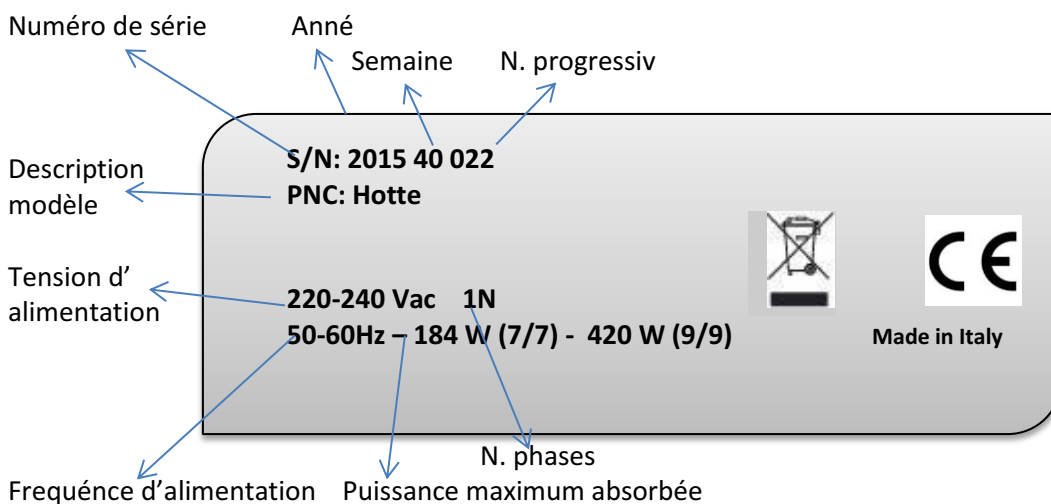 Numéro de série Anné
Semaine N. progressiv
S/N: 2015 40 022
Description
modèle
PNC: Hotte
Tension d’
alimentation
220-240 Vac 1N
50-60Hz – 184 W (7/7) - 420 W (9/9)
CE
Made in Italy
N. phases
Frequénce d’alimentation Puissance maximum absorbée